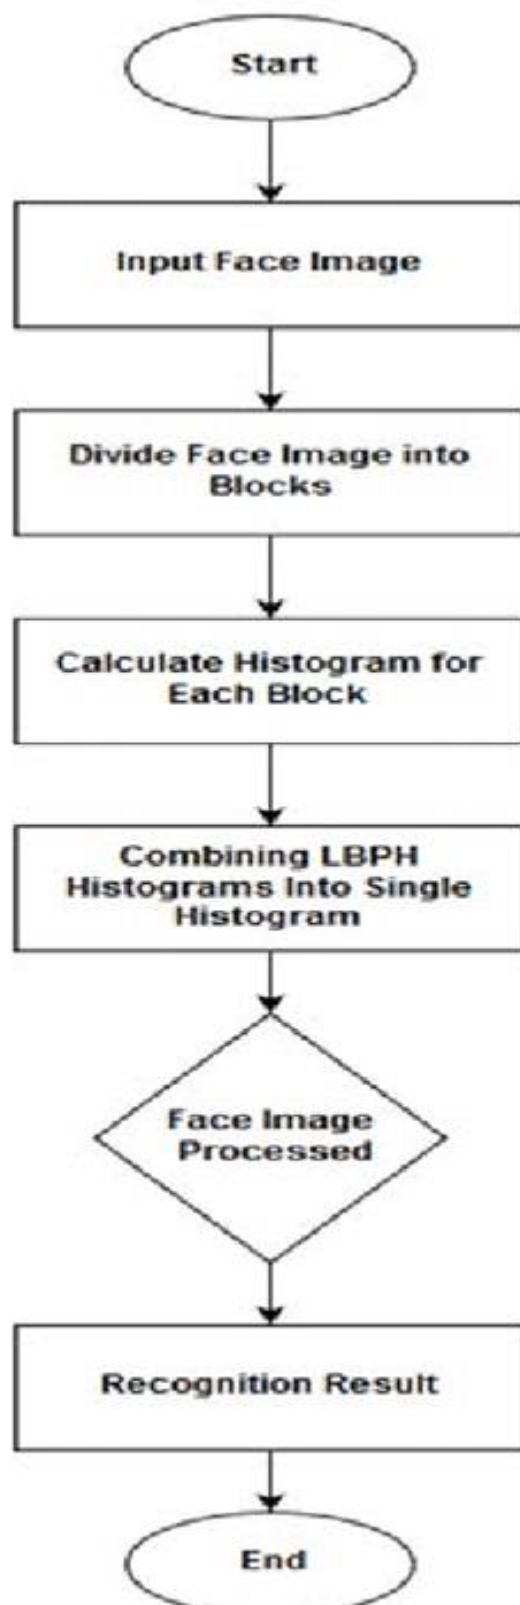 Start
Input Face Image
Divide Face Image into
Blocks
Calculate Histogram for
Each Block
Combining LBPH
Histograms Into Single
Histogram
Face Image
Processed
Recognition Result
End